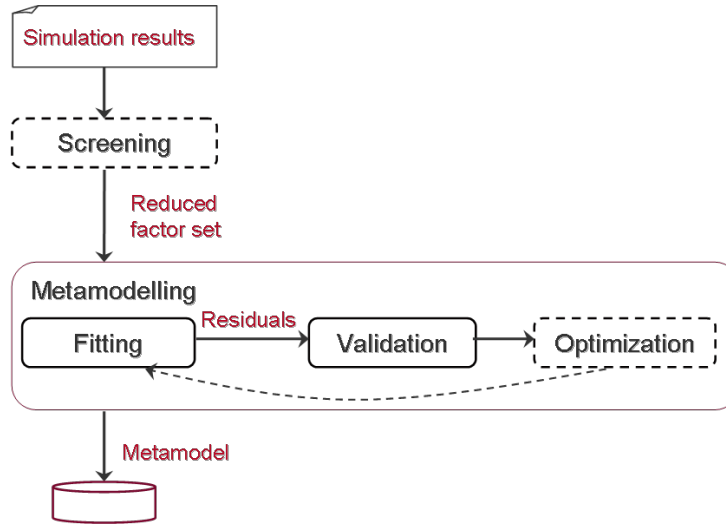 Simulation results
Screening
Reduced
factor set
Metamodelling
Residuals
Fitting
Validation
Optimization
Metamodel